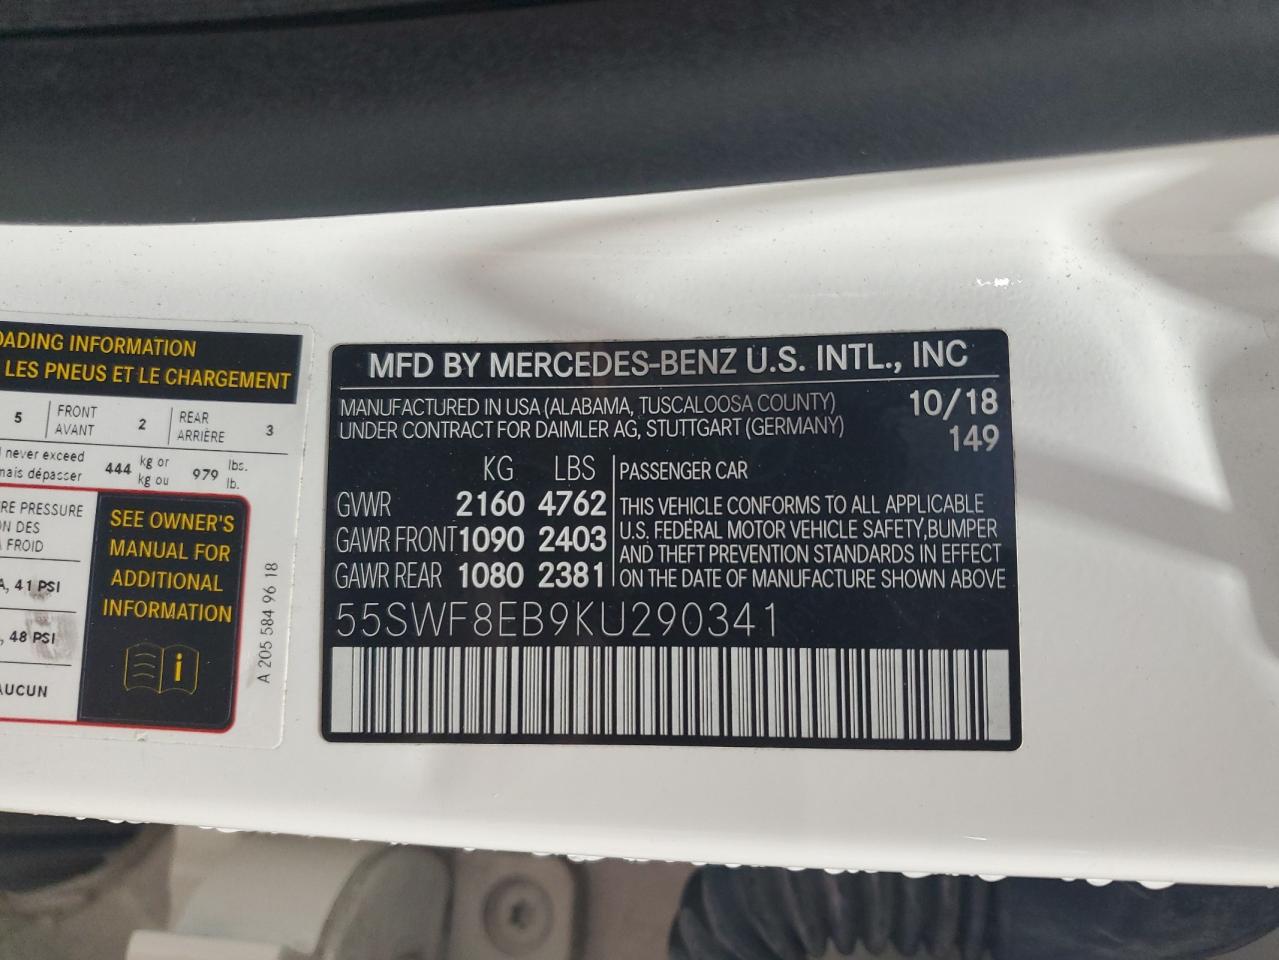 OADING INFORMATION
LES PNEUS ET LE CHARGEMENT
5 FRONT AVANT 2 REAR ARRIÈRE 3
never exceed
mais dépasser 444 kg or kg ou 979 lbs. lb.
RE PRESSURE
ON DES
FROID
A, 41 PSI
, 48 PSI
AUCUN
SEE OWNER'S
MANUAL FOR
ADDITIONAL
INFORMATION
i
A 205 584 96 18
MFD BY MERCEDES-BENZ U.S. INTL., INC
MANUFACTURED IN USA (ALABAMA, TUSCALOOSA COUNTY) 10/18
UNDER CONTRACT FOR DAIMLER AG, STUTTGART (GERMANY) 149
KG LBS
GVWR 2160 4762
GAWR FRONT 1090 2403
GAWR REAR 1080 2381
PASSENGER CAR
THIS VEHICLE CONFORMS TO ALL APPLICABLE
U.S. FEDERAL MOTOR VEHICLE SAFETY, BUMPER
AND THEFT PREVENTION STANDARDS IN EFFECT
ON THE DATE OF MANUFACTURE SHOWN ABOVE
55SWF8EB9KU290341